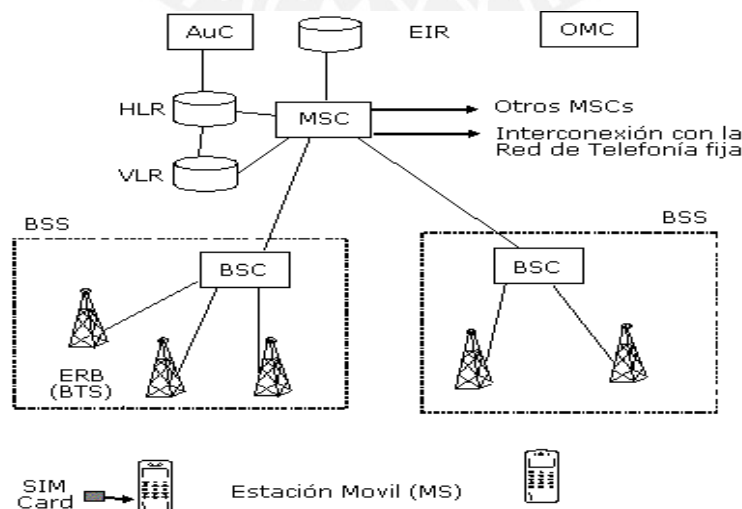 AuC
EIR
OMC
HLR
MSC
Otros MSCs
Interconexión con la
Red de Telefonía fija
VLR
BSS
BSS
BSC
BSC
ERB
(BTS)
SIM
Card
Estación Movil (MS)